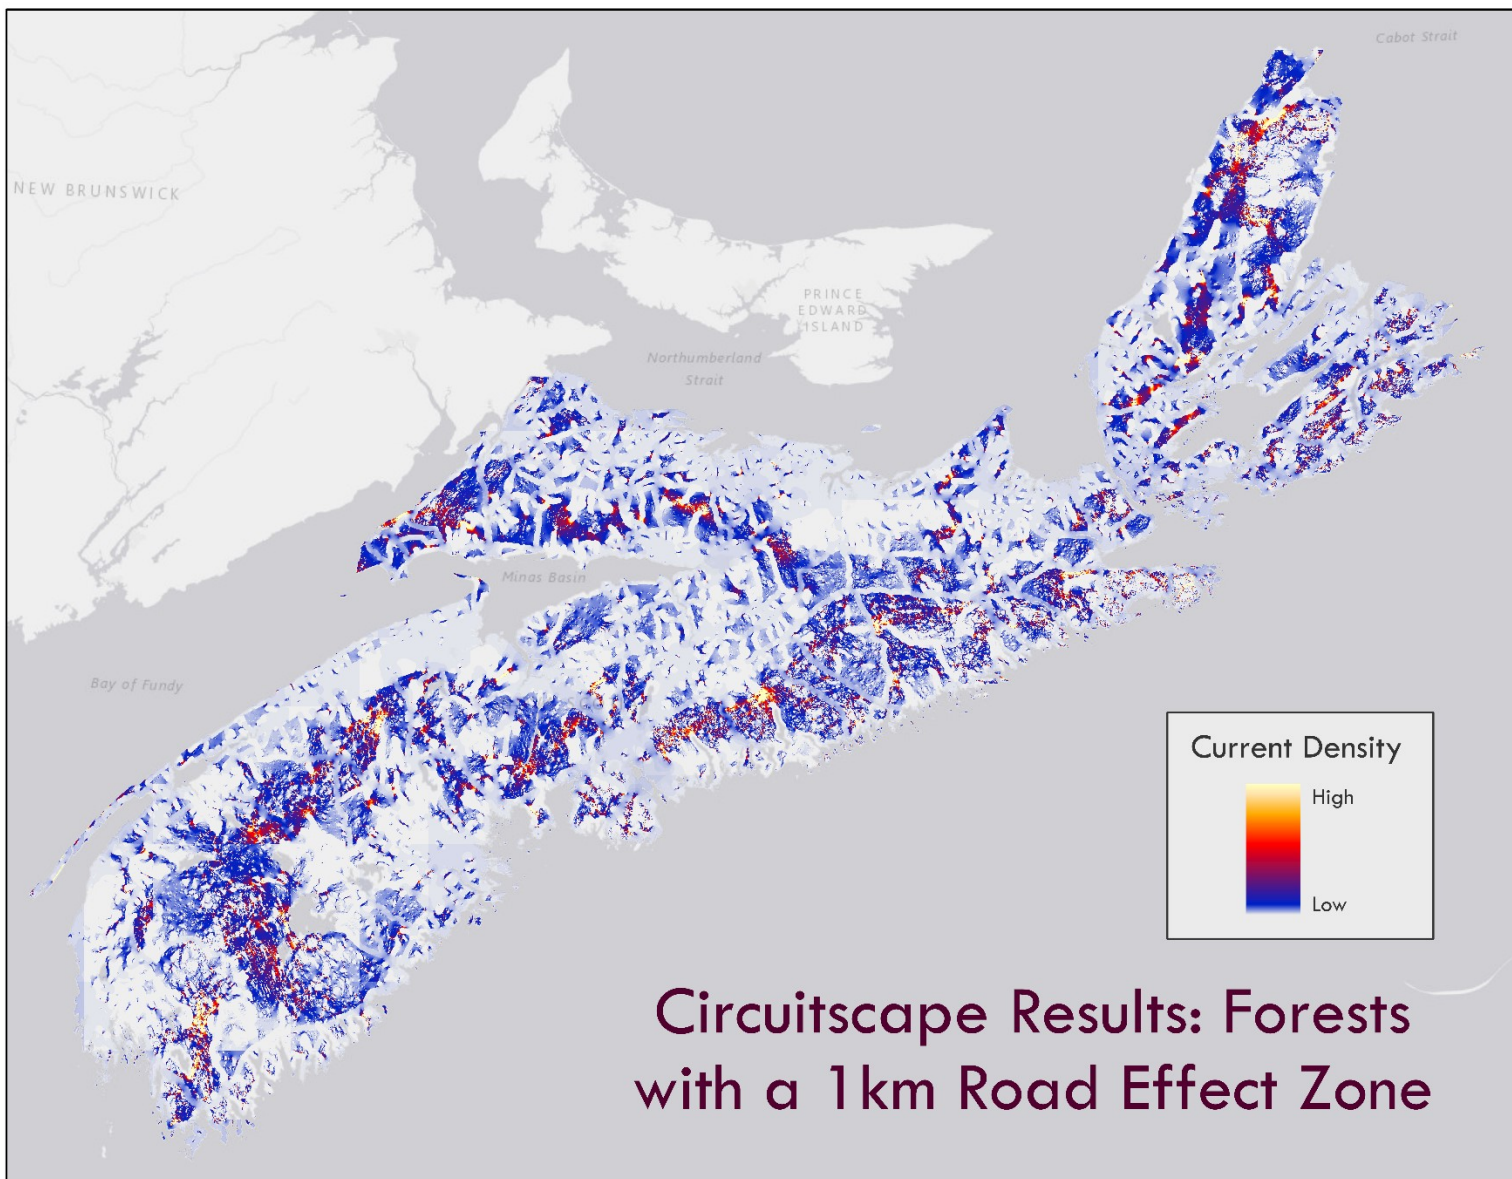 Cabot Strait
NEW BRUNSWICK
PRINCE
EDWARD
ISLAND
Northumberland
Strait
Minas Basin
Bay of Fundy
Current Density
High
Low
Circuitscape Results: Forests
with a 1km Road Effect Zone